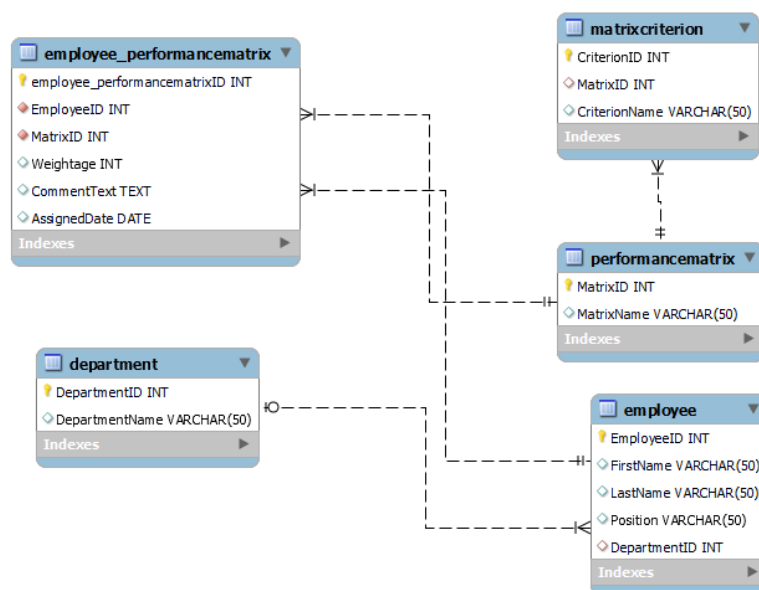 employee_performancematrix
employee_performancematrixID INT
EmployeeID INT
MatrixID INT
Weightage INT
CommentText TEXT
AssignedDate DATE
Indexes
matrixcriterion
CriterionID INT
MatrixID INT
CriterionName VARCHAR(50)
Indexes
performancematrix
MatrixID INT
MatrixName VARCHAR(50)
Indexes
department
DepartmentID INT
DepartmentName VARCHAR(50)
Indexes
employee
EmployeeID INT
FirstName VARCHAR(50)
LastName VARCHAR(50)
Position VARCHAR(50)
DepartmentID INT
Indexes